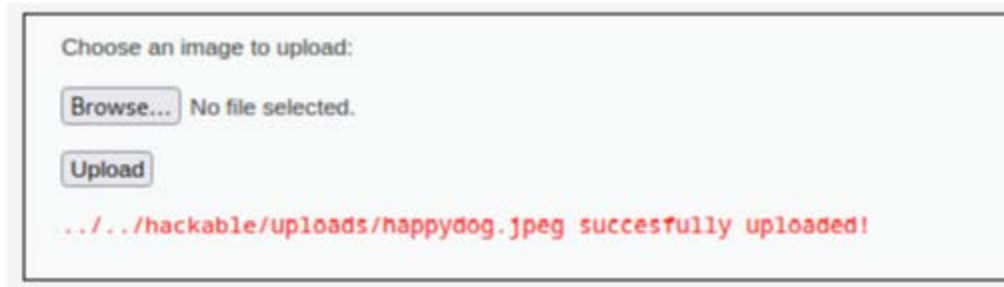 Choose an image to upload:
Browse... No file selected.
Upload
../../hackable/uploads/happydog.jpeg succesfully uploaded!